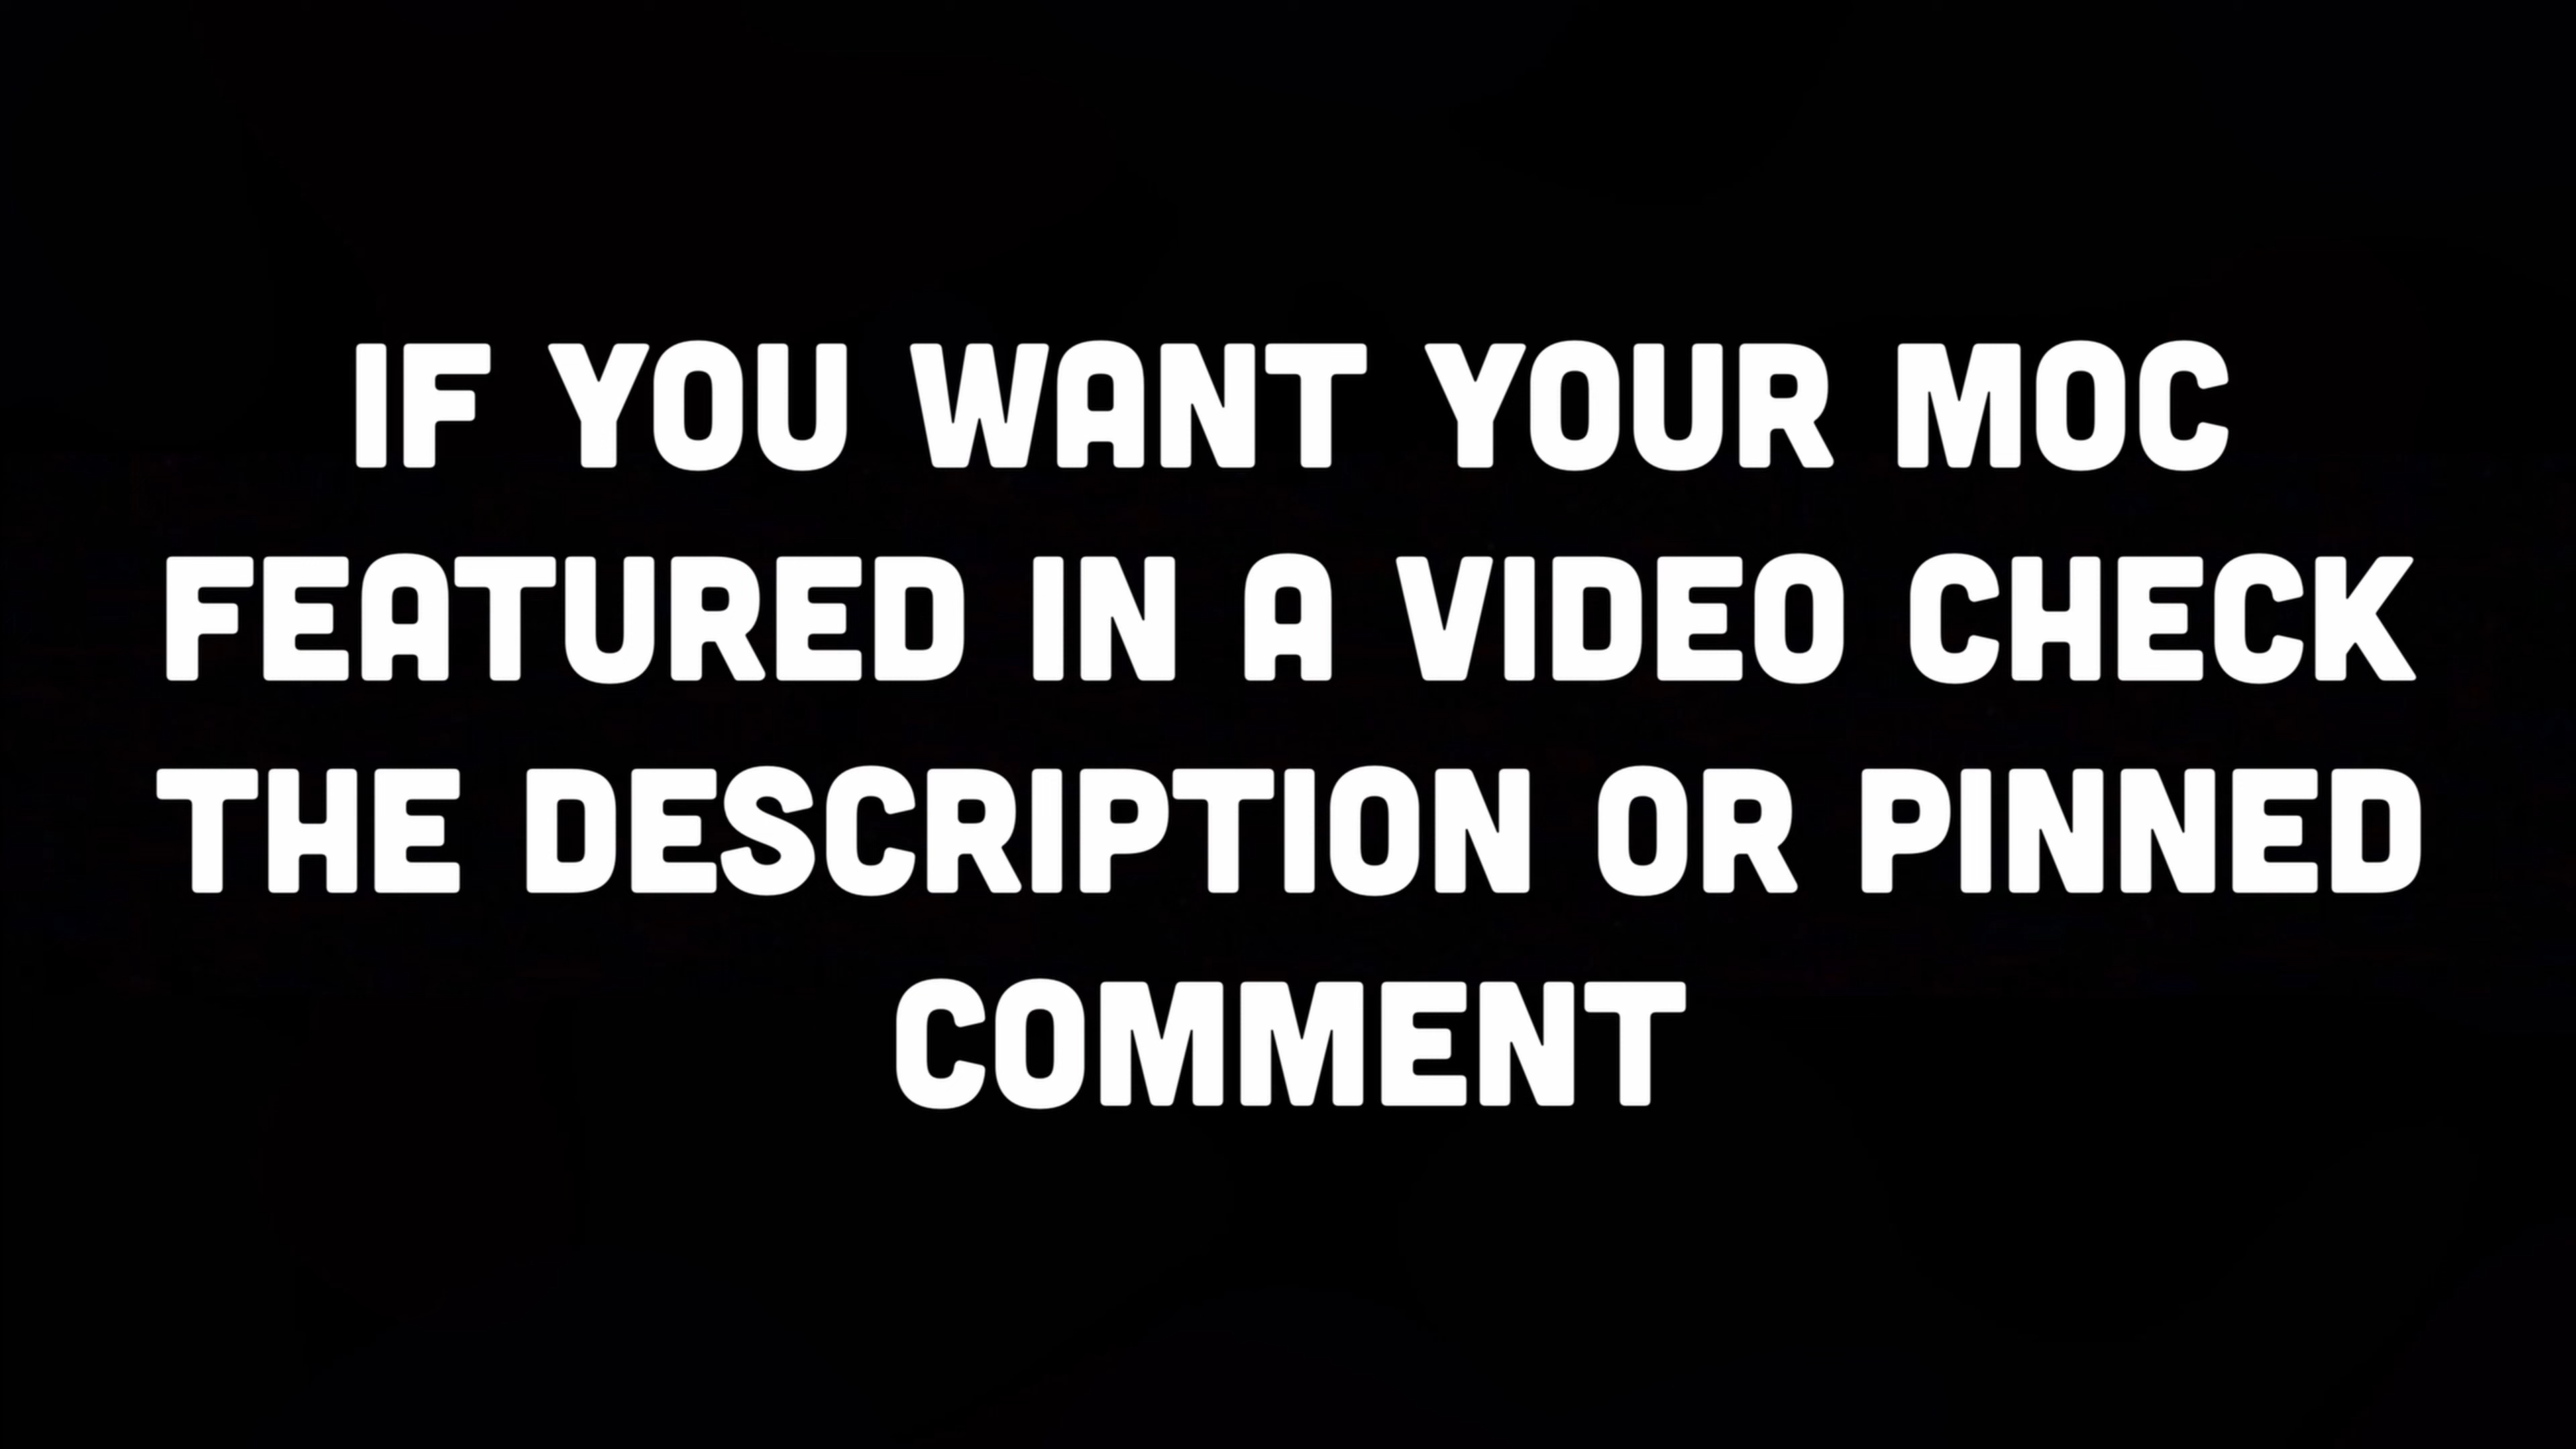 IF YOU WANT YOUR MOC
FEATURED IN A VIDEO CHECK
THE DESCRIPTION OR PINNED
COMMENT